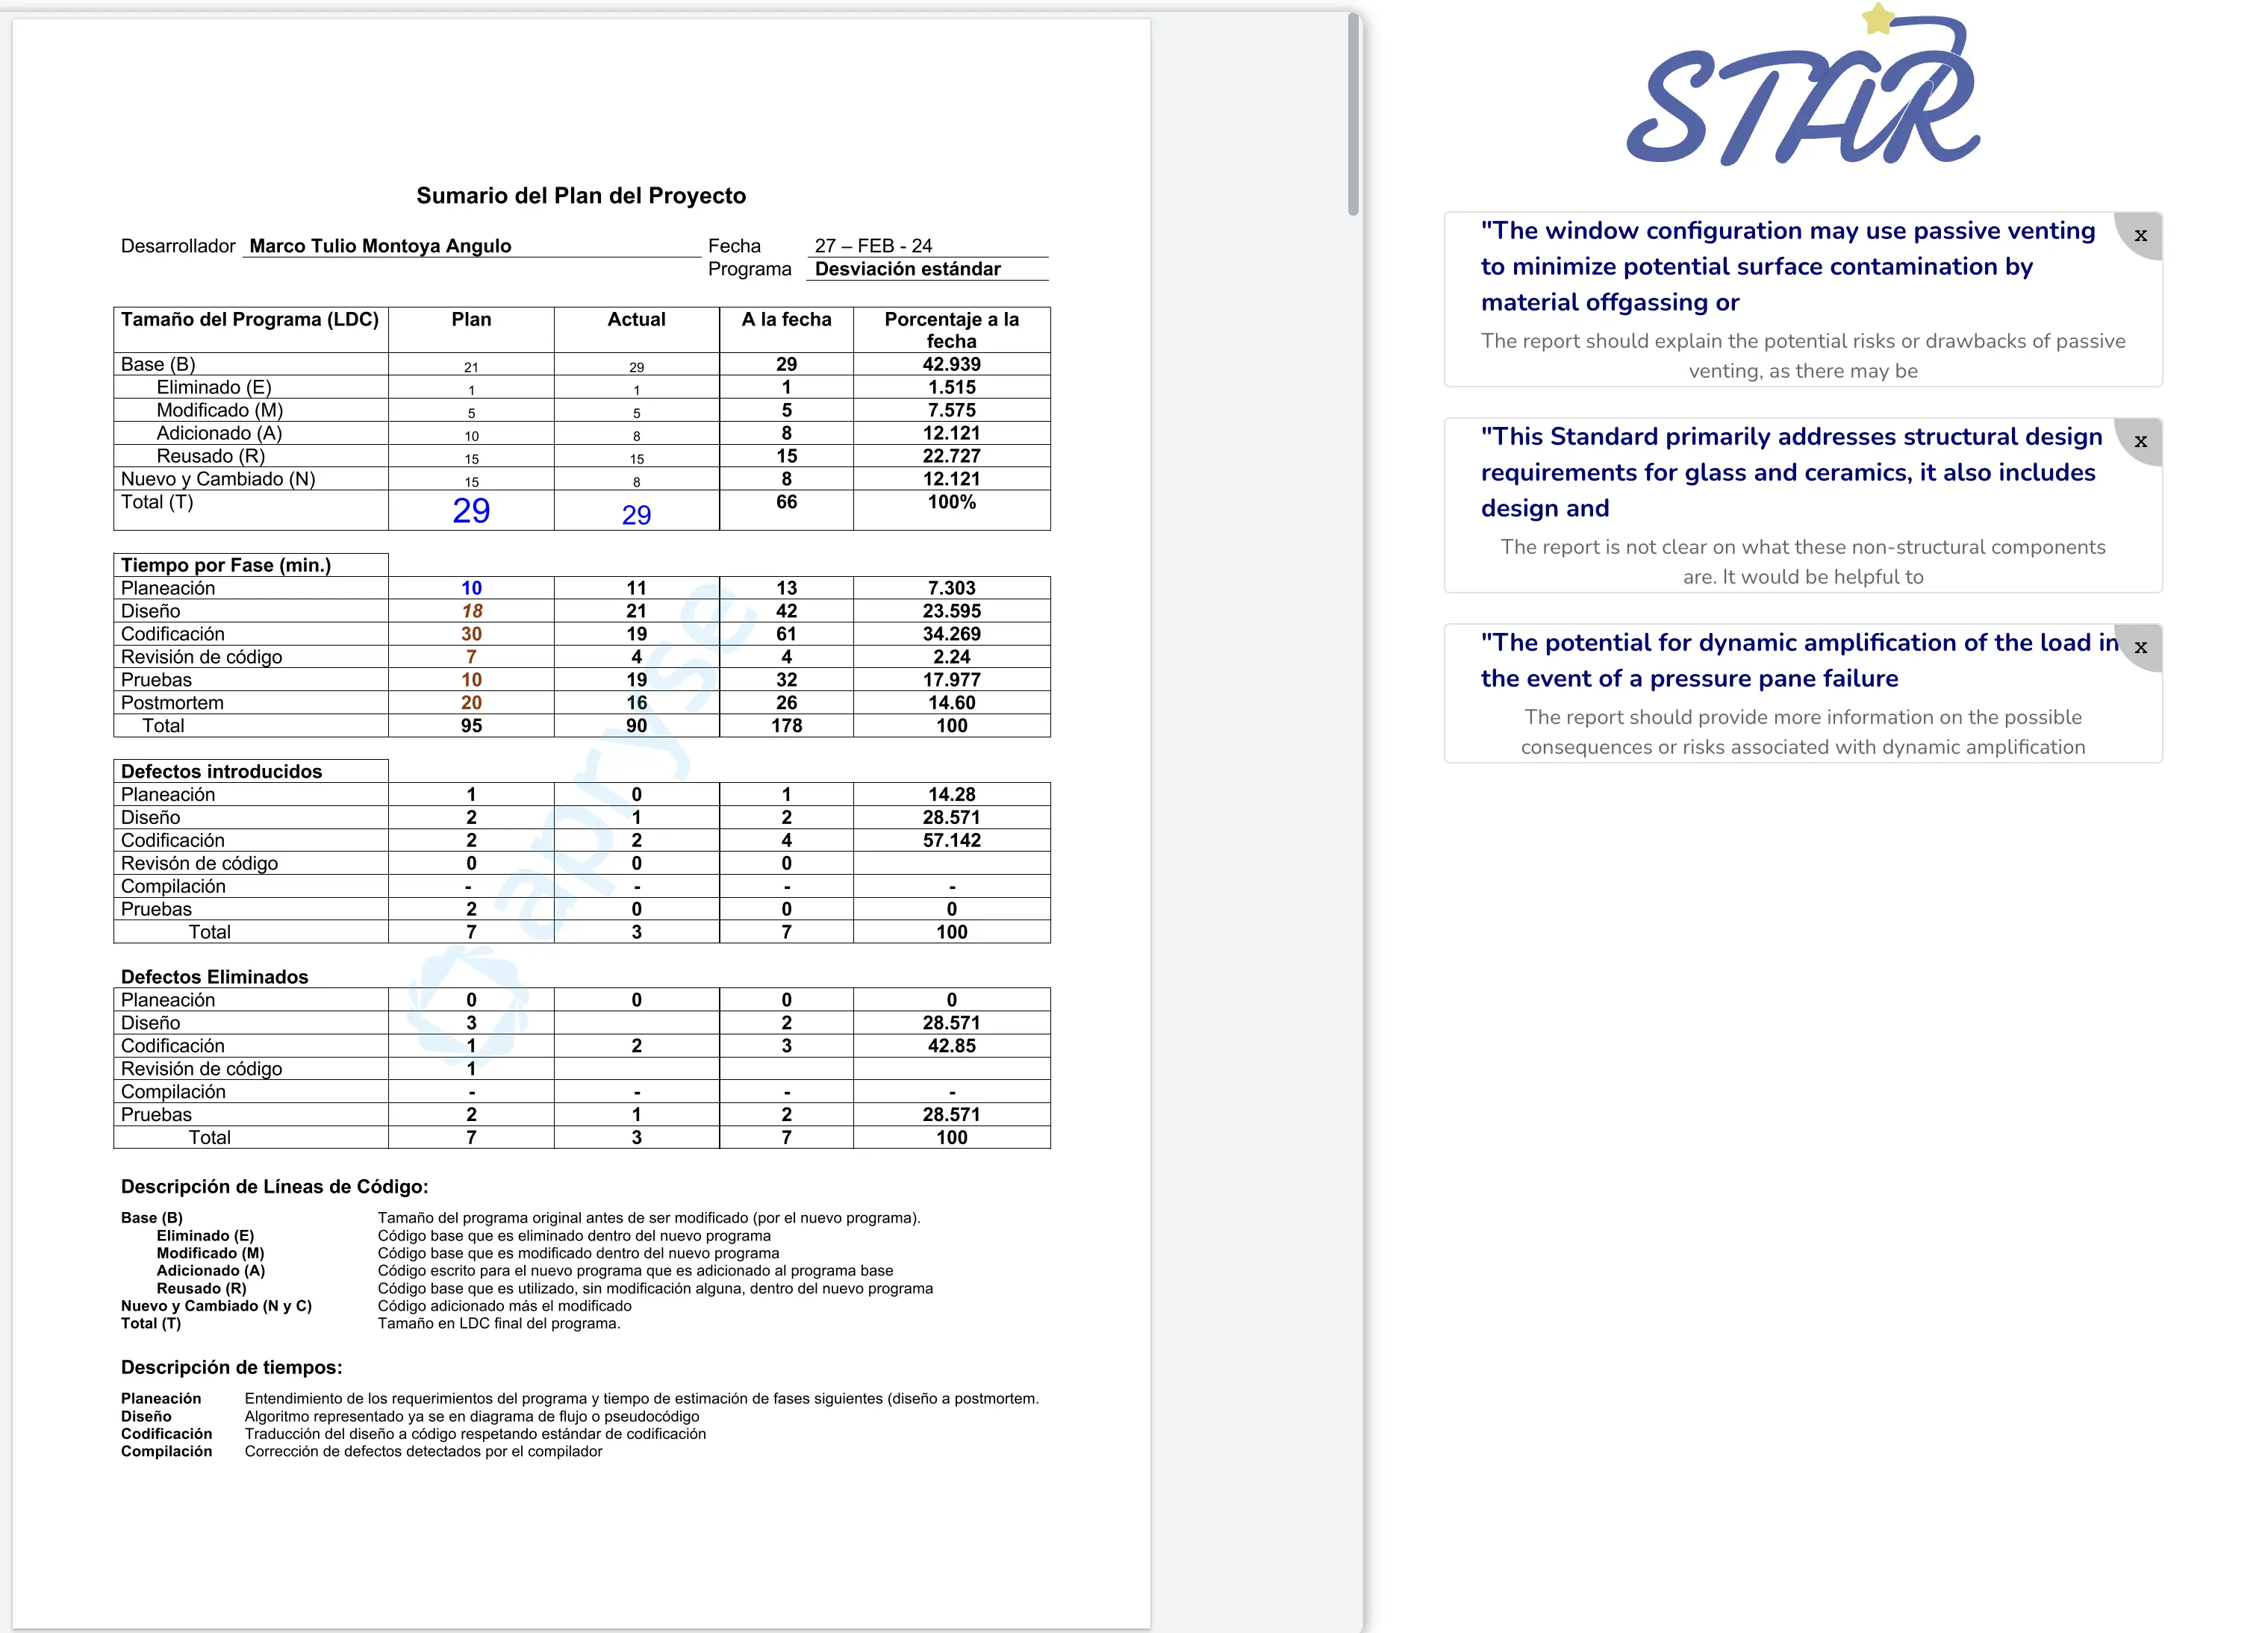 Sumario del Plan del Proyecto
Desarrollador Marco Tulio Montoya Angulo Fecha 27 – FEB - 24
Programa Desviación estándar
Tamaño del Programa (LDC) Plan Actual A la fecha Porcentaje a la fecha
Base (B) 21 29 29 42.939
Eliminado (E) 1 1 1 1.515
Modificado (M) 5 5 5 7.575
Adicionado (A) 10 8 8 12.121
Reusado (R) 15 15 15 22.727
Nuevo y Cambiado (N) 15 8 8 12.121
Total (T) 29 29 66 100%
Tiempo por Fase (min.)
Planeación 10 11 13 7.303
Diseño 18 21 42 23.595
Codificación 30 19 61 34.269
Revisión de código 7 4 4 2.24
Pruebas 10 19 32 17.977
Postmortem 20 16 26 14.60
Total 95 90 178 100
Defectos introducidos
Planeación 1 0 1 14.28
Diseño 2 1 2 28.571
Codificación 2 2 4 57.142
Revisón de código 0 0 0
Compilación - - - -
Pruebas 2 0 0 0
Total 7 3 7 100
Defectos Eliminados
Planeación 0 0 0 0
Diseño 3 2 28.571
Codificación 1 2 3 42.85
Revisión de código 1
Compilación - - - -
Pruebas 2 1 2 28.571
Total 7 3 7 100
apryse
Descripción de Líneas de Código:
Base (B) Tamaño del programa original antes de ser modificado (por el nuevo programa).
Eliminado (E) Código base que es eliminado dentro del nuevo programa
Modificado (M) Código base que es modificado dentro del nuevo programa
Adicionado (A) Código escrito para el nuevo programa que es adicionado al programa base
Reusado (R) Código base que es utilizado, sin modificación alguna, dentro del nuevo programa
Nuevo y Cambiado (N y C) Código adicionado más el modificado
Total (T) Tamaño en LDC final del programa.
Descripción de tiempos:
Planeación Entendimiento de los requerimientos del programa y tiempo de estimación de fases siguientes (diseño a postmortem.
Diseño Algoritmo representado ya se en diagrama de flujo o pseudocódigo
Codificación Traducción del diseño a código respetando estándar de codificación
Compilación Corrección de defectos detectados por el compilador
STAR
"The window configuration may use passive venting
to minimize potential surface contamination by
material offgassing or
x
The report should explain the potential risks or drawbacks of passive
venting, as there may be
"This Standard primarily addresses structural design
requirements for glass and ceramics, it also includes
design and
x
The report is not clear on what these non-structural components
are. It would be helpful to
"The potential for dynamic amplification of the load in
the event of a pressure pane failure
x
The report should provide more information on the possible
consequences or risks associated with dynamic amplification